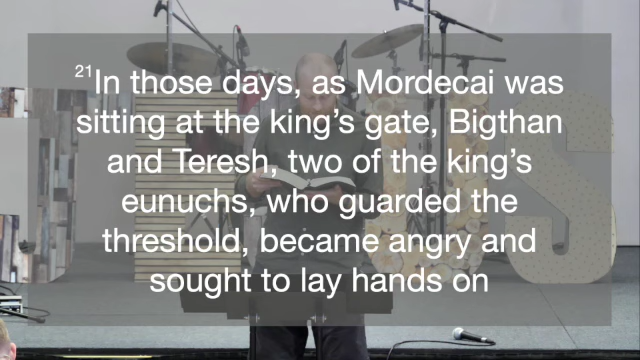 21In those days, as Mordecai was
sitting at the king's gate, Bigthan
and Teresh, two of the king's
eunuchs, who guarded the
threshold, became angry and
sought to lay hands on